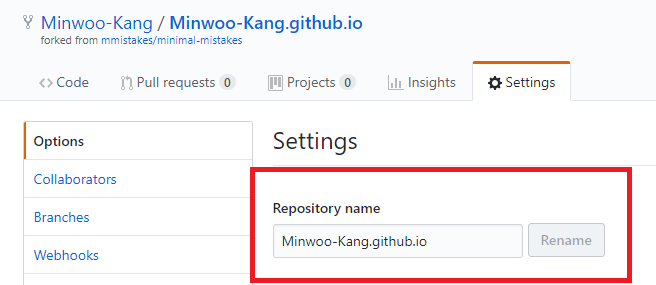 Minwoo-Kang / Minwoo-Kang.github.io
forked from mmistakes/minimal-mistakes
Code Pull requests 0 Projects 0 Insights Settings
Options
Collaborators
Branches
Webhooks
Settings
Repository name
Minwoo-Kang.github.io Rename